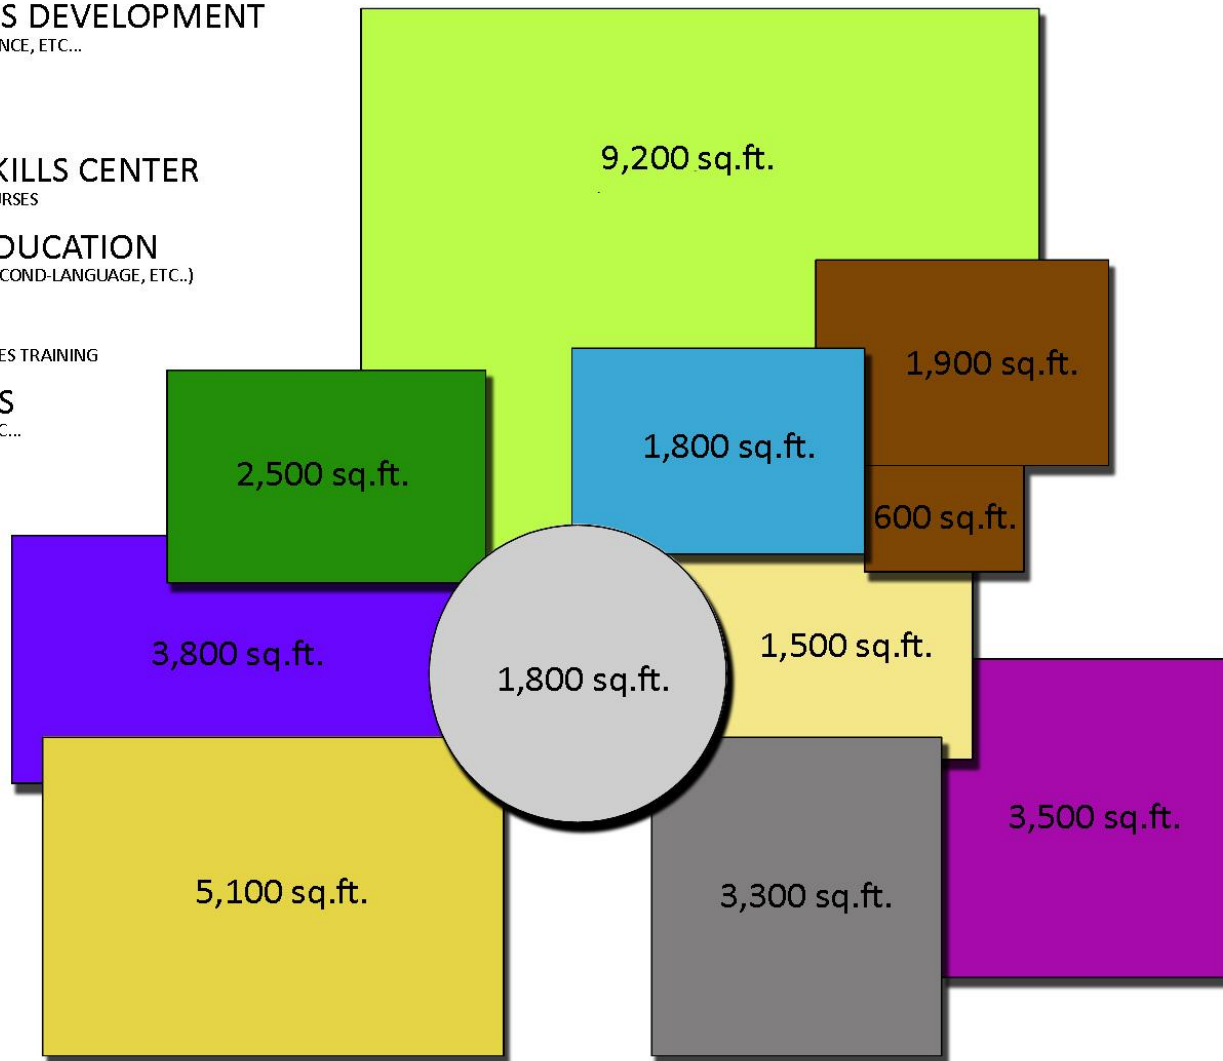 S DEVELOPMENT
NCE, ETC...
KILLS CENTER
URSES
DUCATION
COND-LANGUAGE, ETC..)
ES TRAINING
S
C...
9,200 sq.ft.
1,900 sq.ft.
1,800 sq.ft.
2,500 sq.ft.
600 sq.ft.
3,800 sq.ft.
1,500 sq.ft.
1,800 sq.ft.
3,500 sq.ft.
5,100 sq.ft.
3,300 sq.ft.